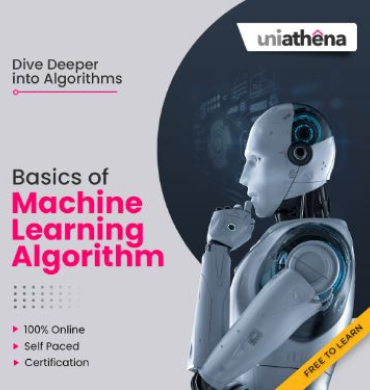 uniathena
Dive Deeper
into Algorithms
Basics of
Machine
Learning
Algorithm
100% Online
Self Paced
Certification
FREE TO LEARN